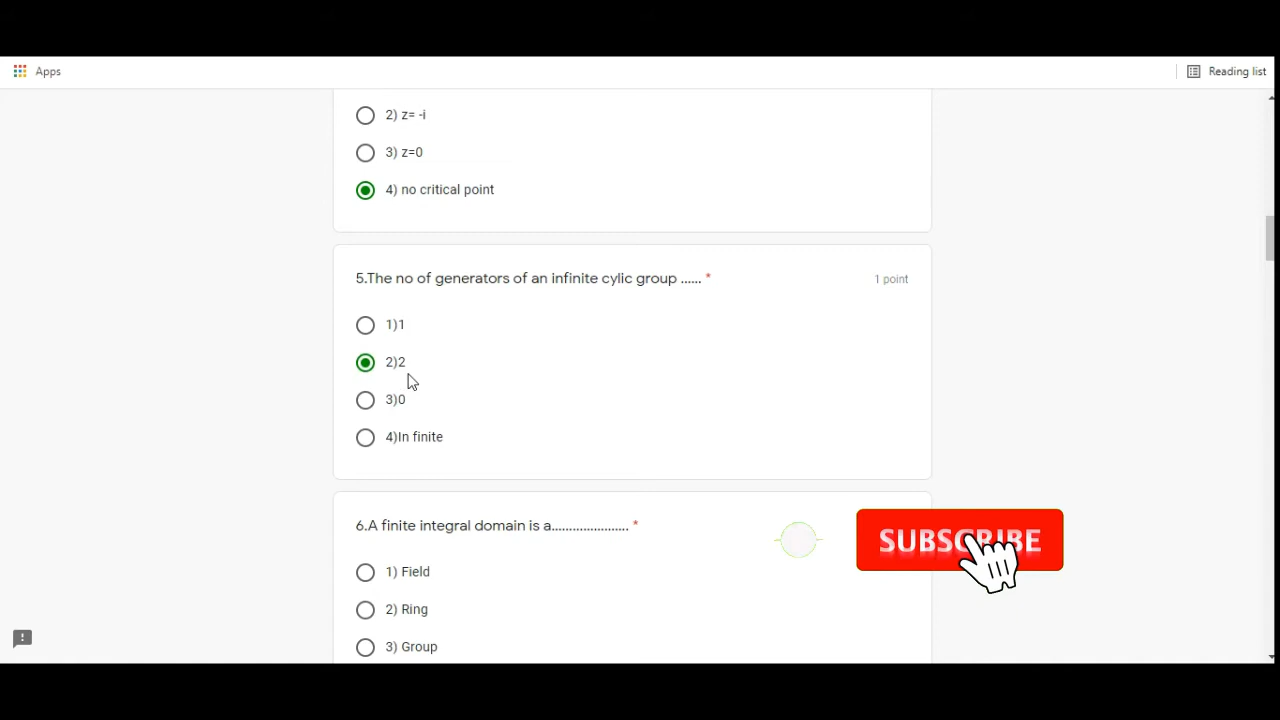 Apps
Reading list
2) z= -i
3) z=0
4) no critical point
5.The no of generators of an infinite cylic group ...... *
1 point
1)1
2)2
3)0
4)In finite
6.A finite integral domain is a...................... *
SUBSCRIBE
1) Field
2) Ring
3) Group